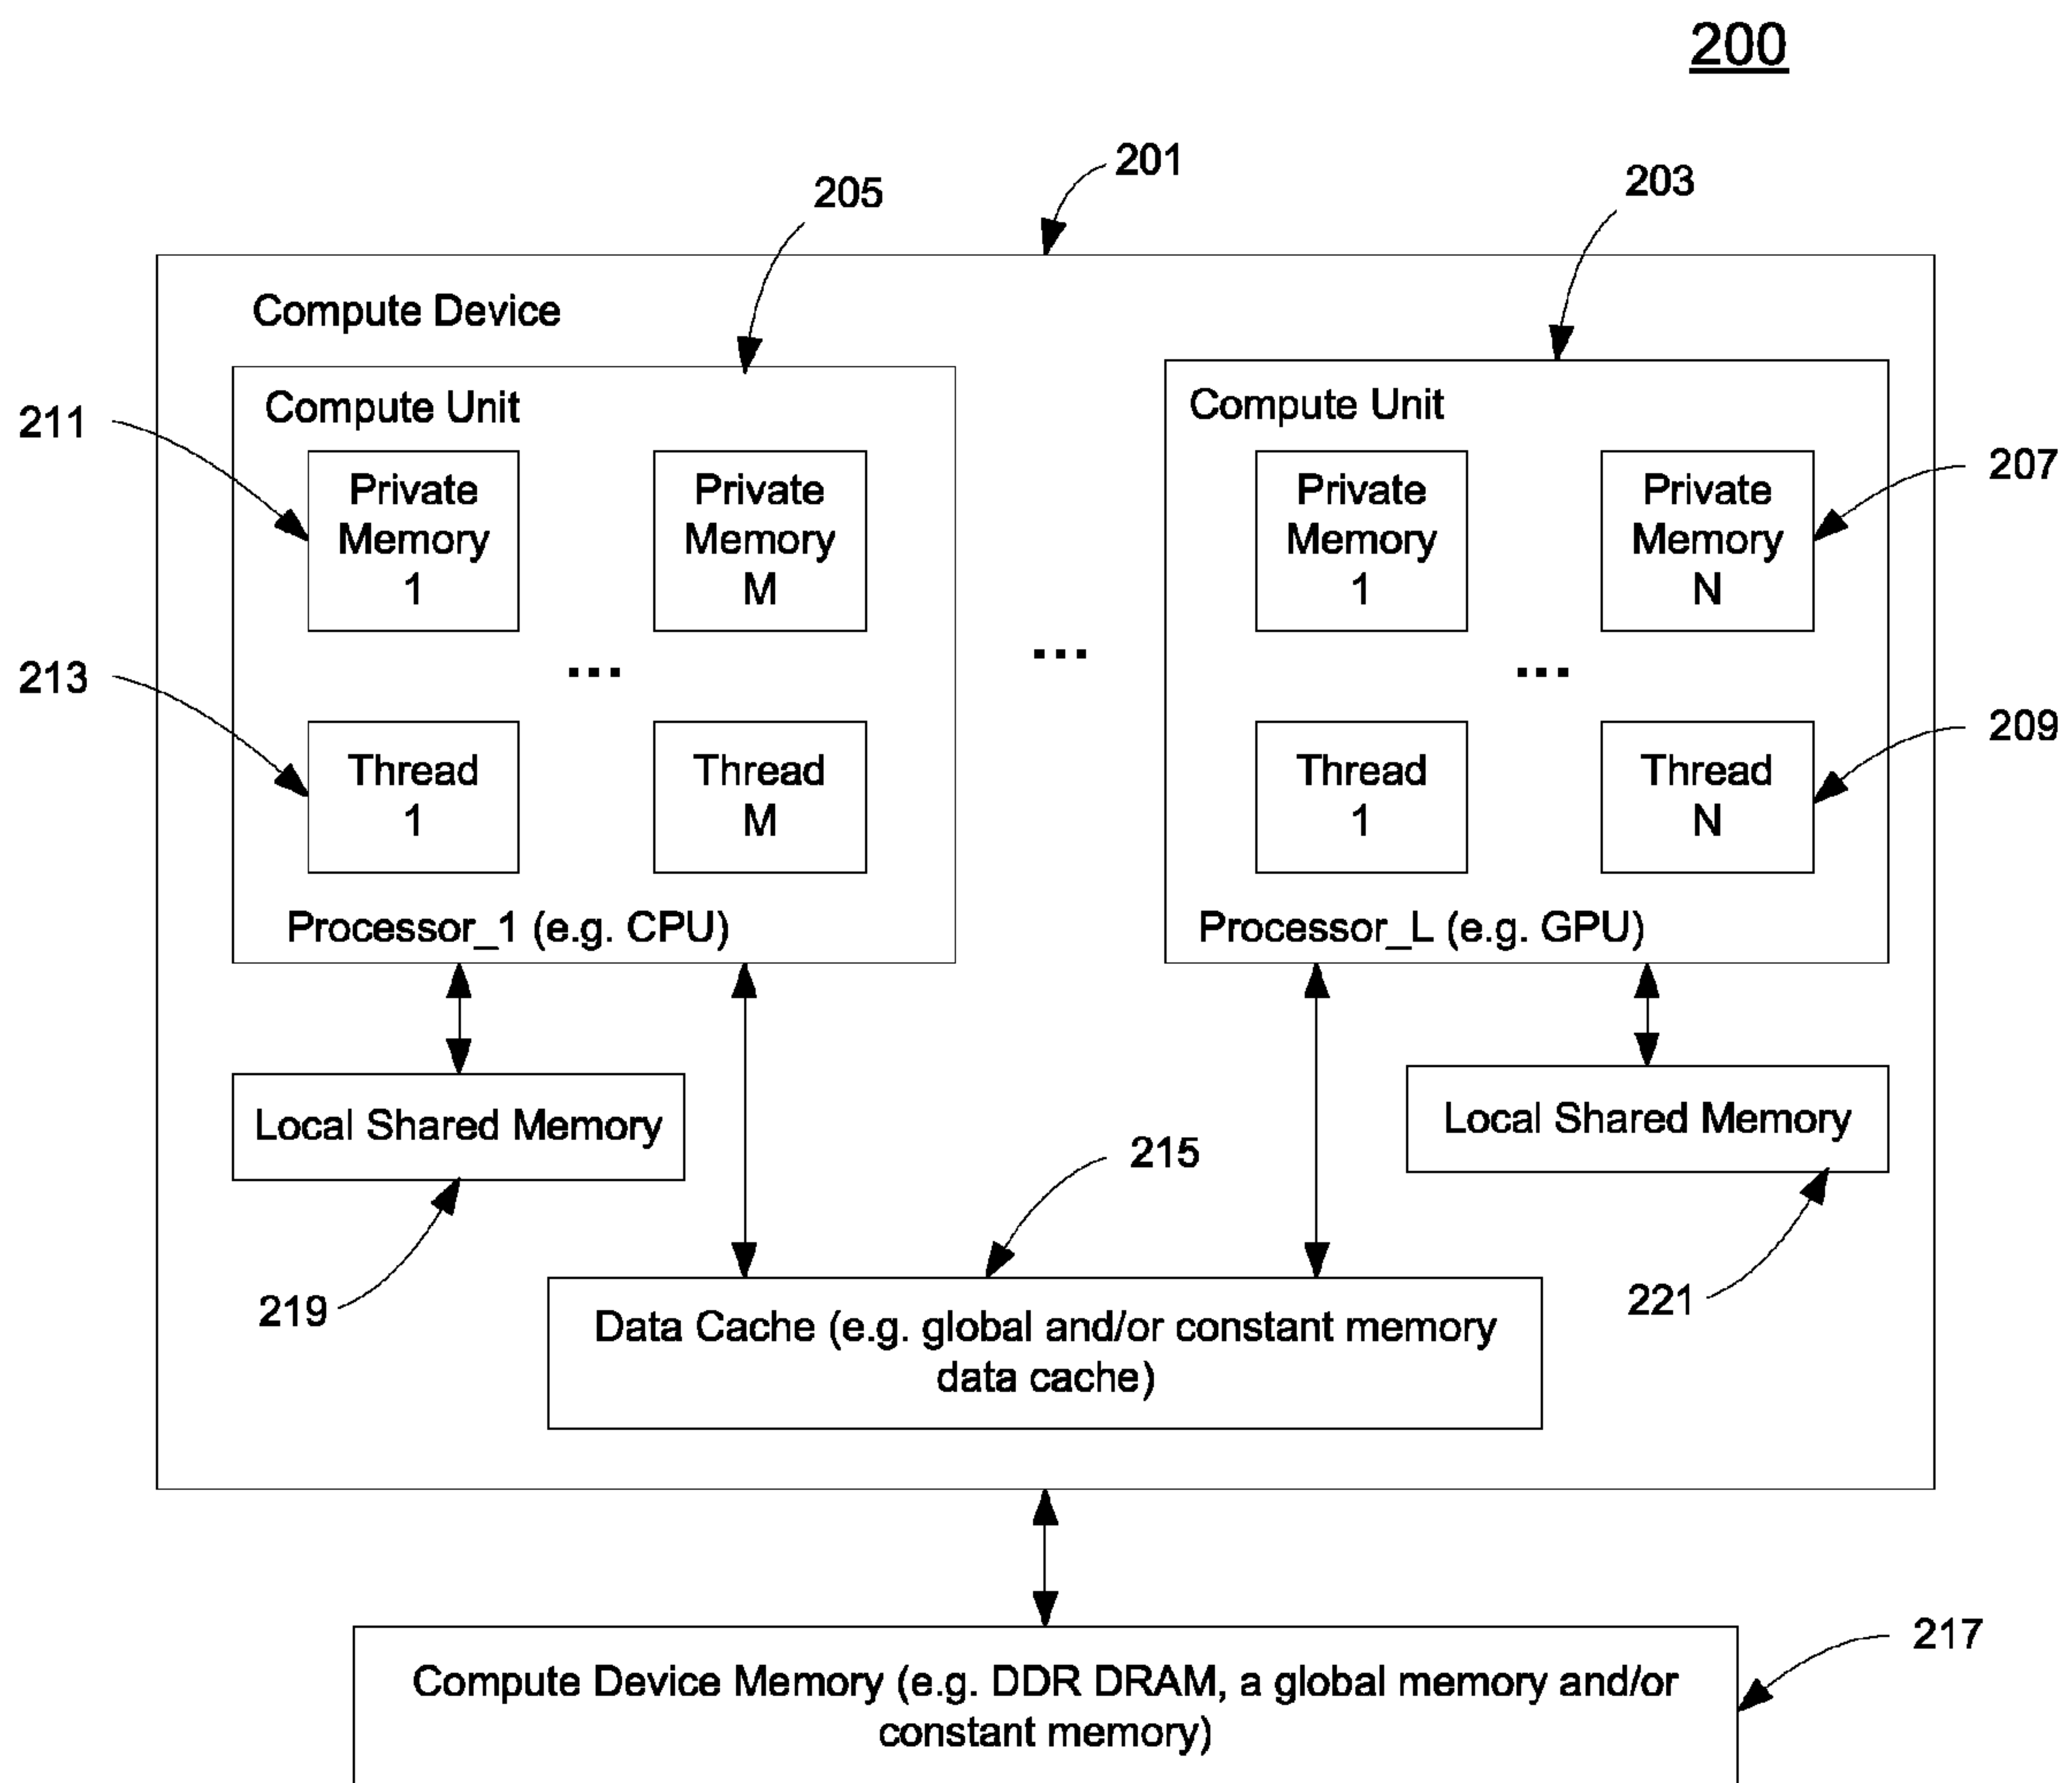 200
201
205
203
Compute Device
Compute Unit
Compute Unit
211
Private
Memory
1
Private
Memory
M
Private
Memory
1
Private
Memory
N
207
...
...
...
213
Thread
1
Thread
M
Thread
1
Thread
N
209
Processor_1 (e.g. CPU)
Processor_L (e.g. GPU)
Local Shared Memory
Local Shared Memory
215
219
221
Data Cache (e.g. global and/or constant memory
data cache)
217
Compute Device Memory (e.g. DDR DRAM, a global memory and/or
constant memory)